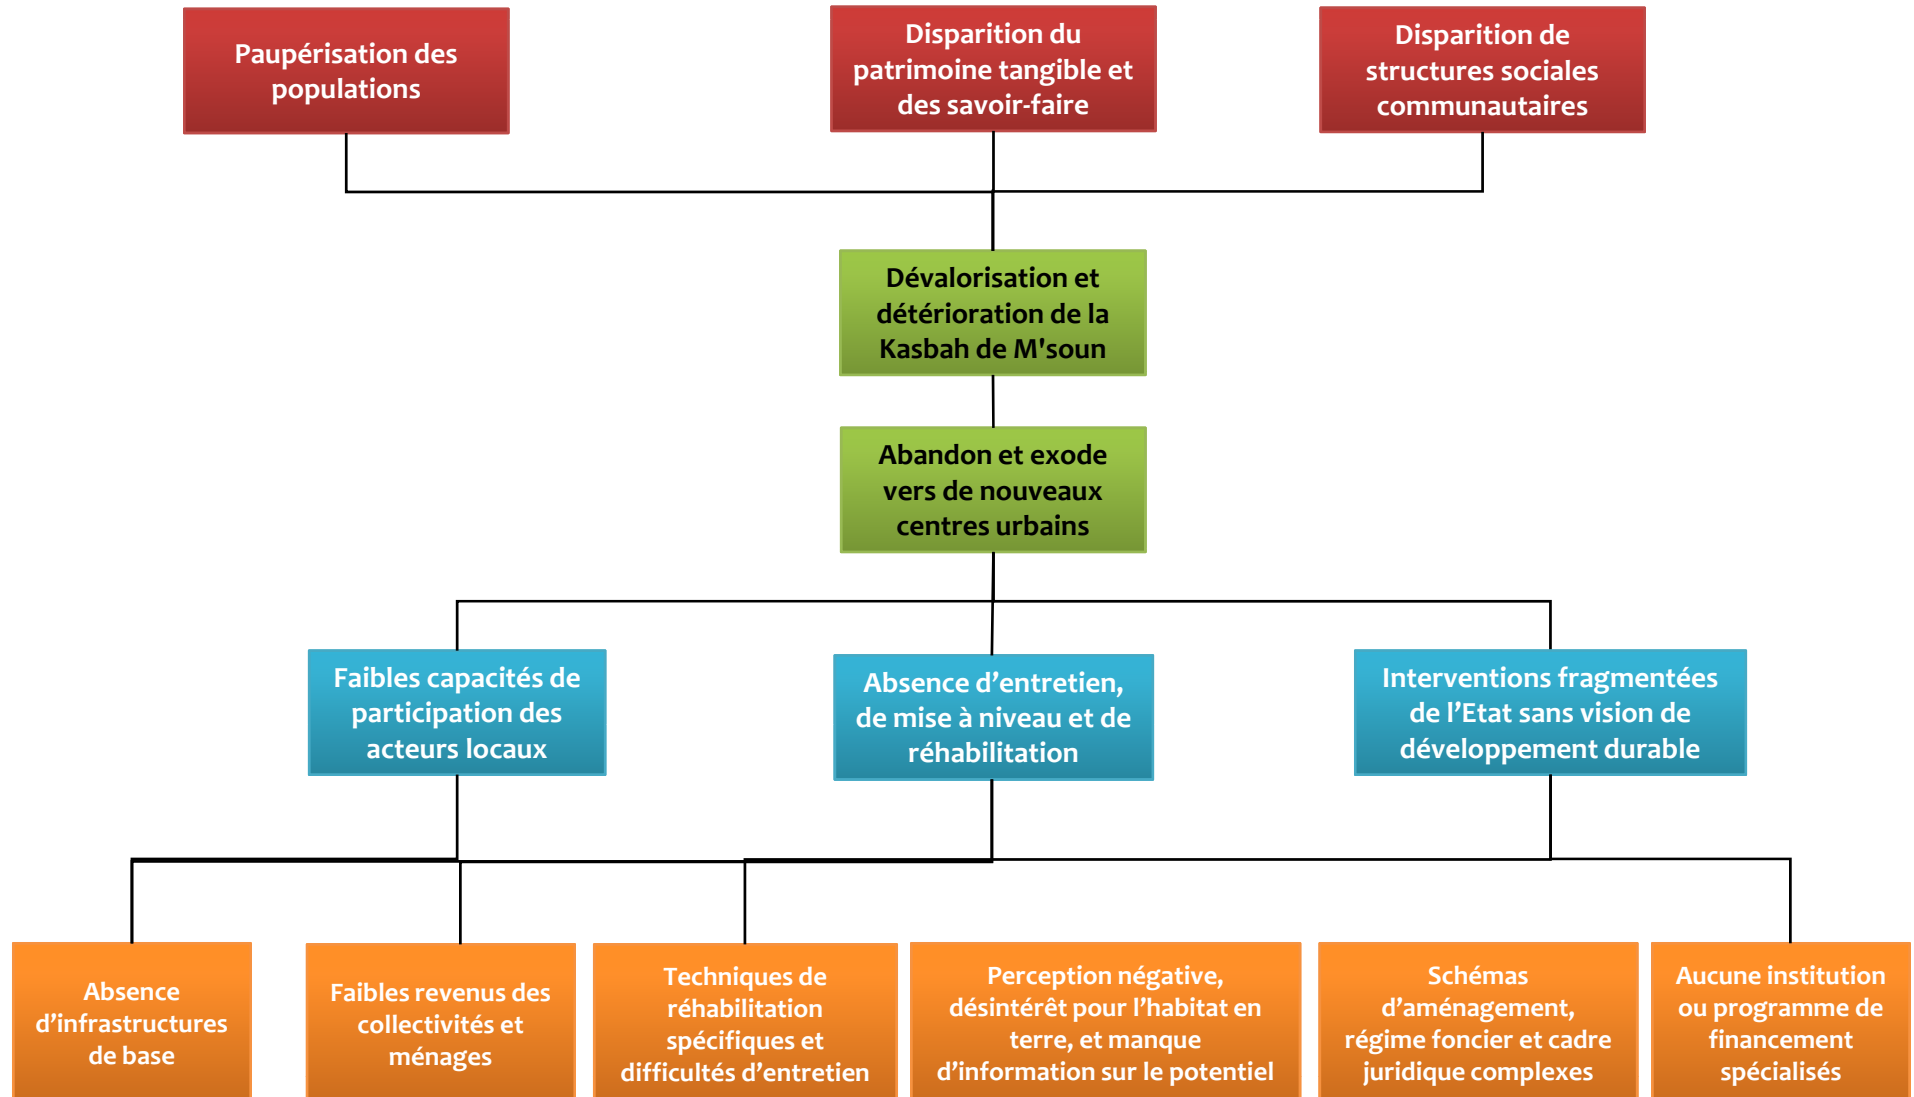 Paupérisation des
populations
Disparition du
patrimoine tangible et
des savoir-faire
Disparition de
structures sociales
communautaires
Dévalorisation et
détérioration de la
Kasbah de M'soun
Abandon et exode
vers de nouveaux
centres urbains
Faibles capacités de
participation des
acteurs locaux
Absence d’entretien,
de mise à niveau et de
réhabilitation
Interventions fragmentées
de l’Etat sans vision de
développement durable
Absence
d’infrastructures
de base
Faibles revenus des
collectivités et
ménages
Techniques de
réhabilitation
spécifiques et
difficultés d’entretien
Perception négative,
désintérêt pour l’habitat en
terre, et manque
d’information sur le potentiel
Schémas
d’aménagement,
régime foncier et cadre
juridique complexes
Aucune institution
ou programme de
financement
spécialisés